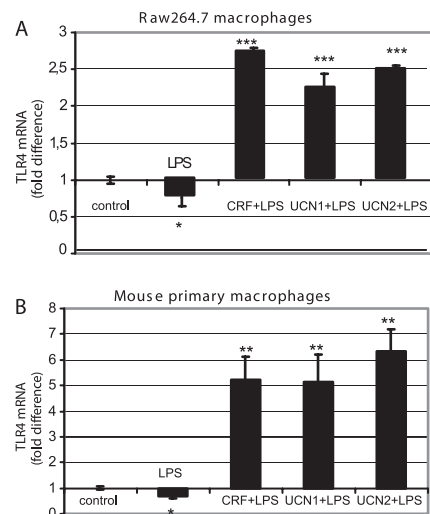 A
Raw264.7 macrophages
TLR4 mRNA
(fold difference)
3
2,5
2
1,5
1
0,5
0
***
***
***
LPS
*
control
CRF+LPS
UCN1+LPS
UCN2+LPS
B
Mouse primary macrophages
TLR4 mRNA
(fold difference)
8
7
6
5
4
3
2
1
0
**
**
**
LPS
*
control
CRF+LPS
UCN1+LPS
UCN2+LPS